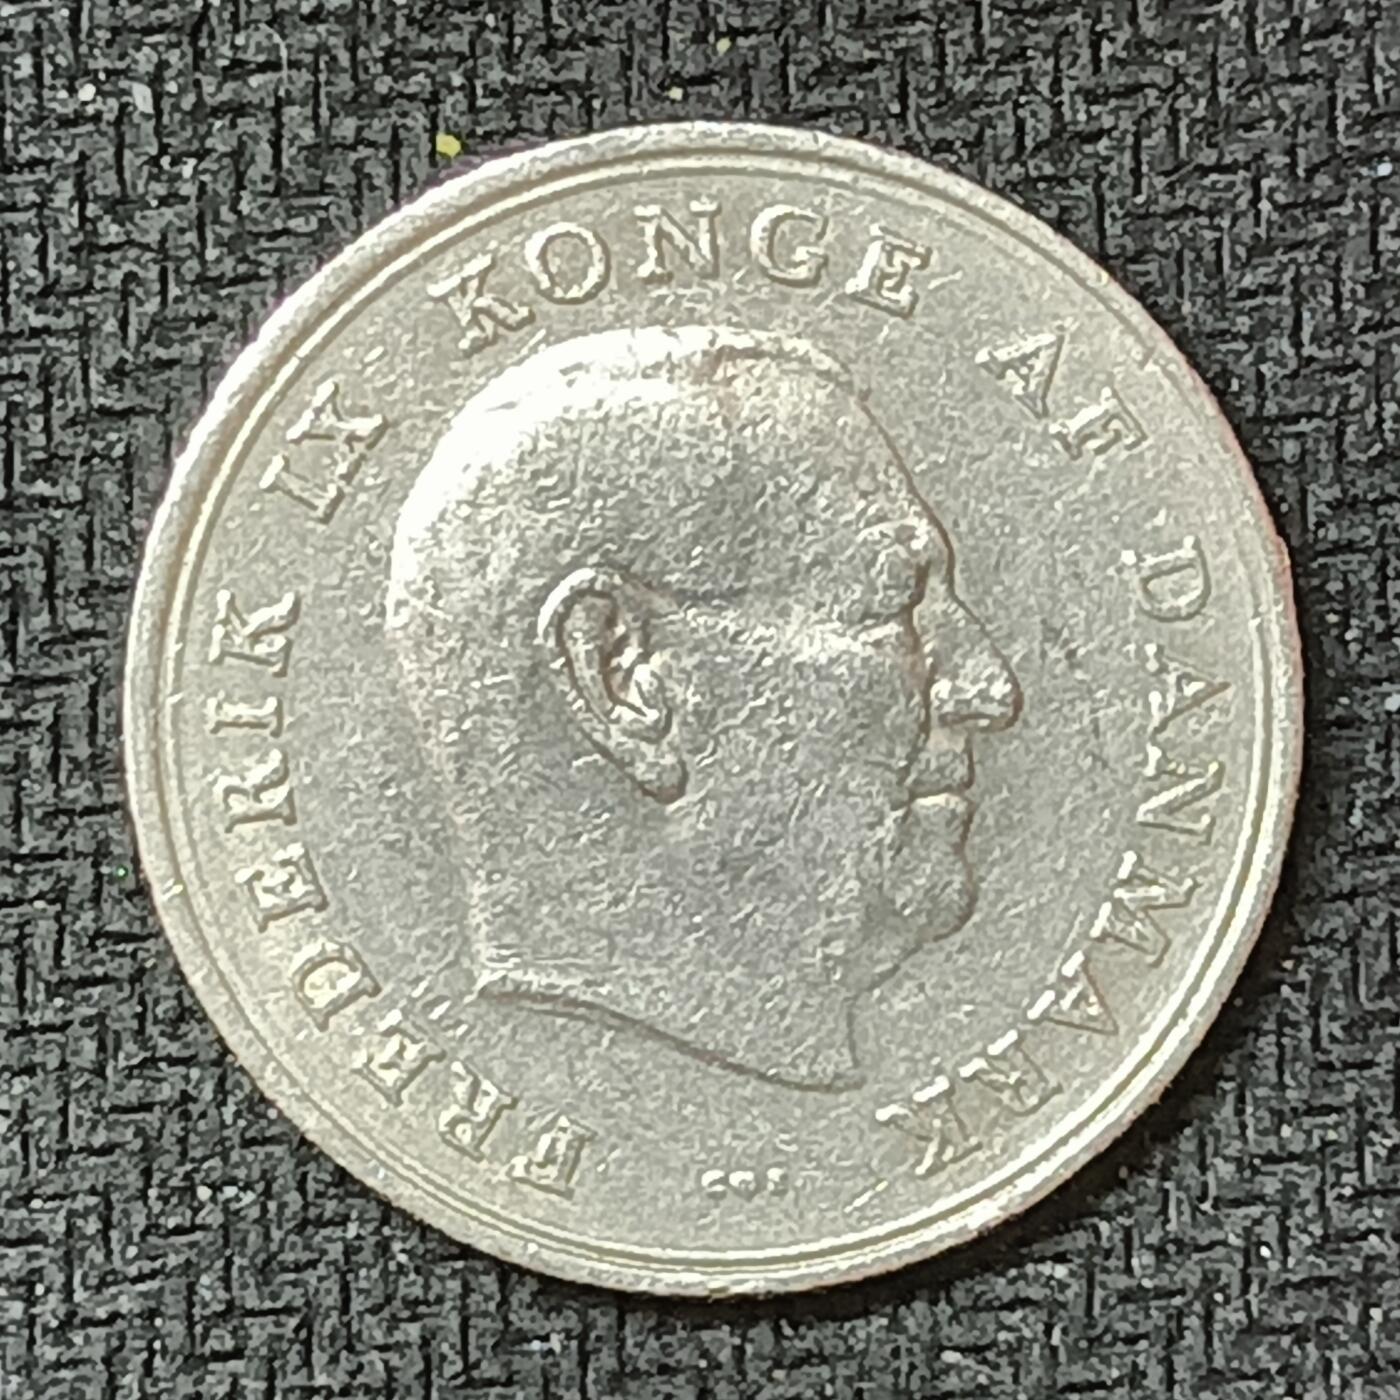 FREDERIK IX KONGE AF DANMARK